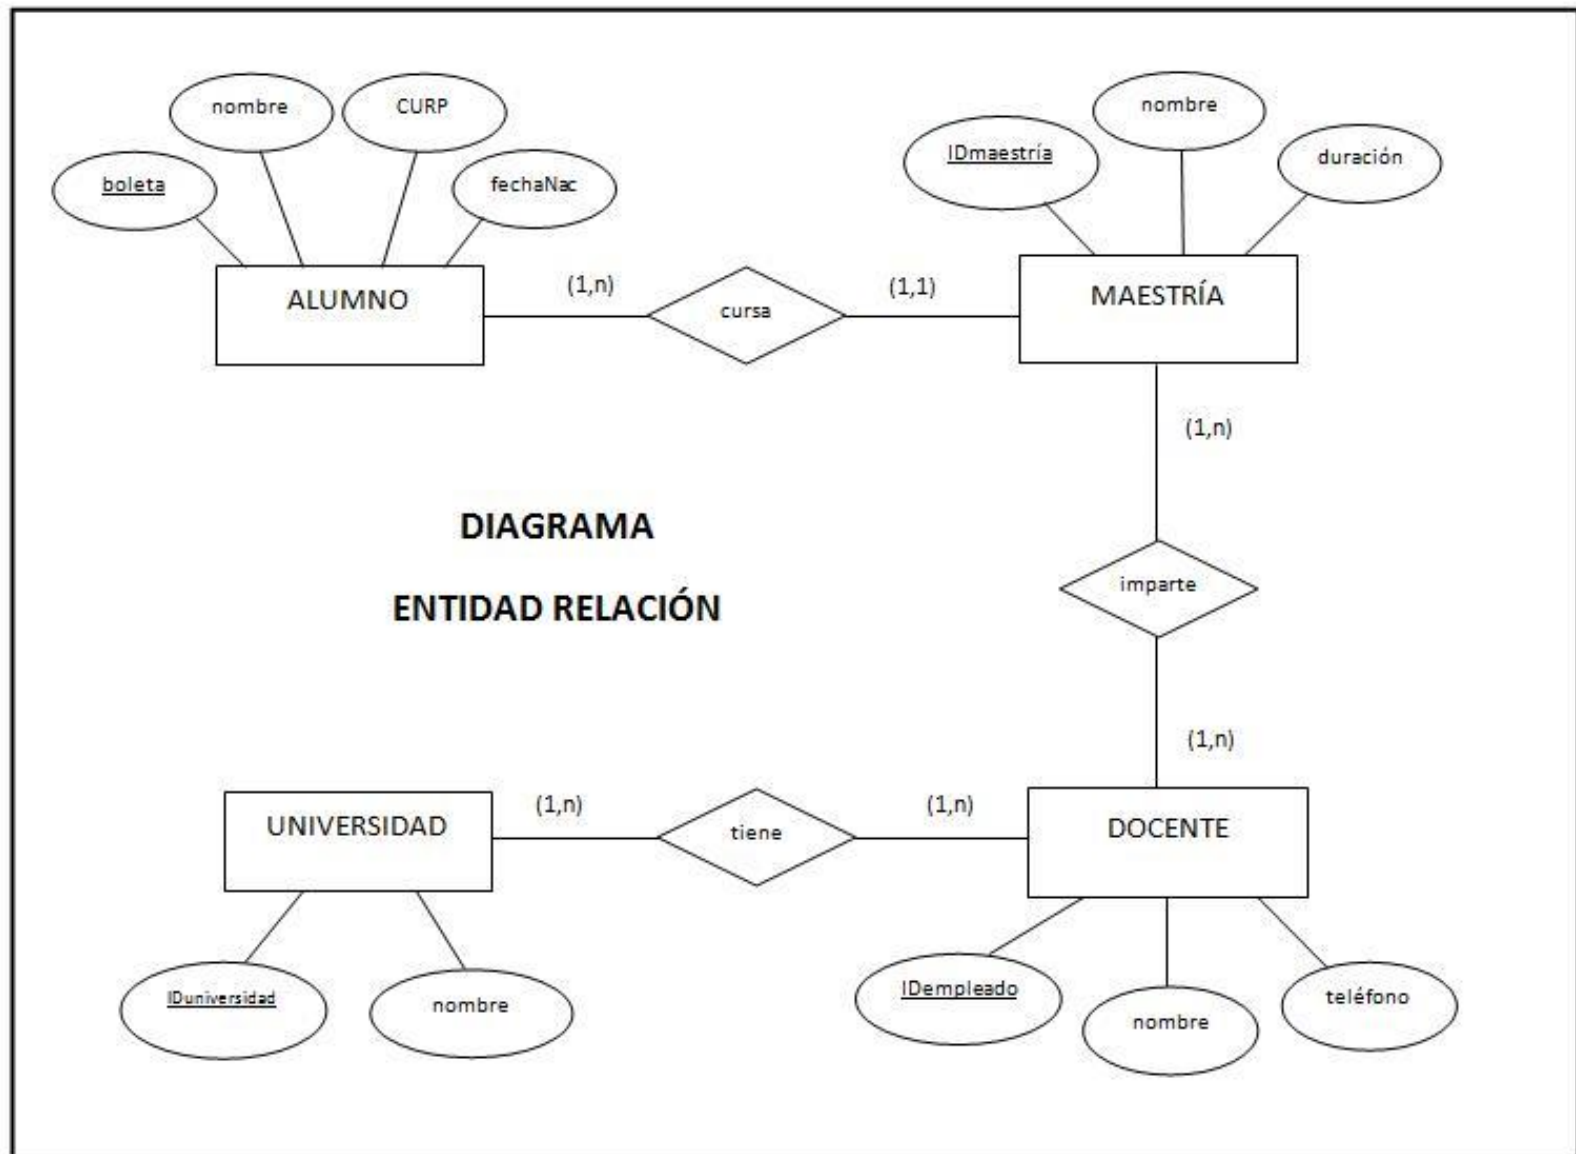 nombre
CURP
boleta
fechaNac
ALUMNO
(1,n)
cursa
(1,1)
nombre
IDmaestría
duración
MAESTRÍA
(1,n)
DIAGRAMA
ENTIDAD RELACIÓN
imparte
(1,n)
UNIVERSIDAD
(1,n)
tiene
(1,n)
DOCENTE
IDuniversidad
nombre
IDempleado
nombre
teléfono